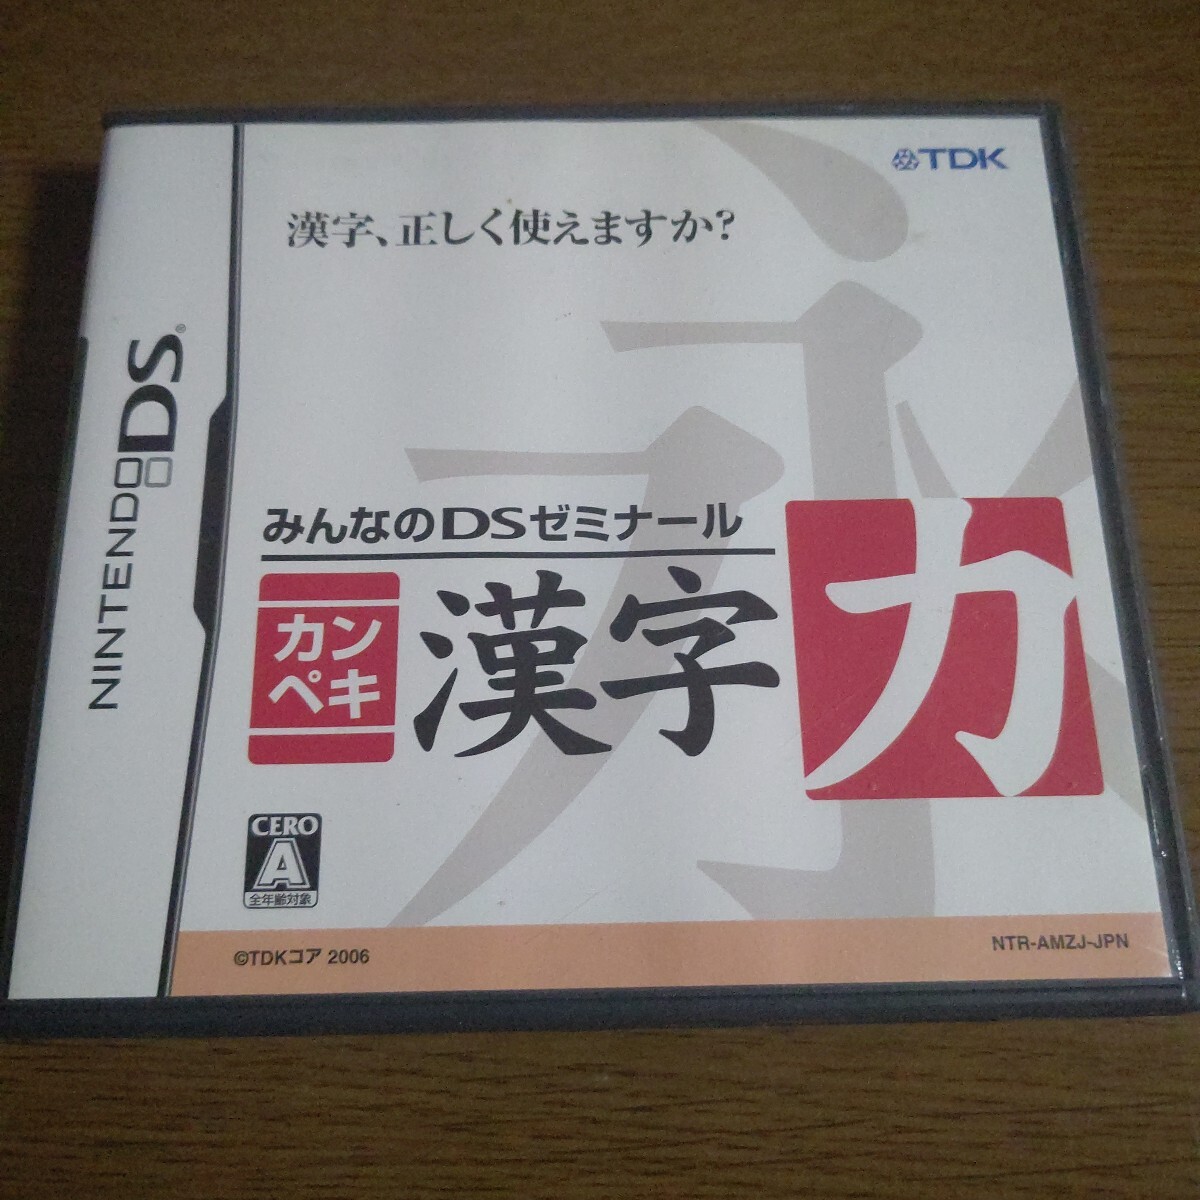 NINTENDO DS®
TDK
漢字、正しく使えますか?
みんなのDSゼミナール
カン
ペキ
漢字力
CERO
A
全年齢対象
©TDKコア 2006
NTR-AMZJ-JPN
永